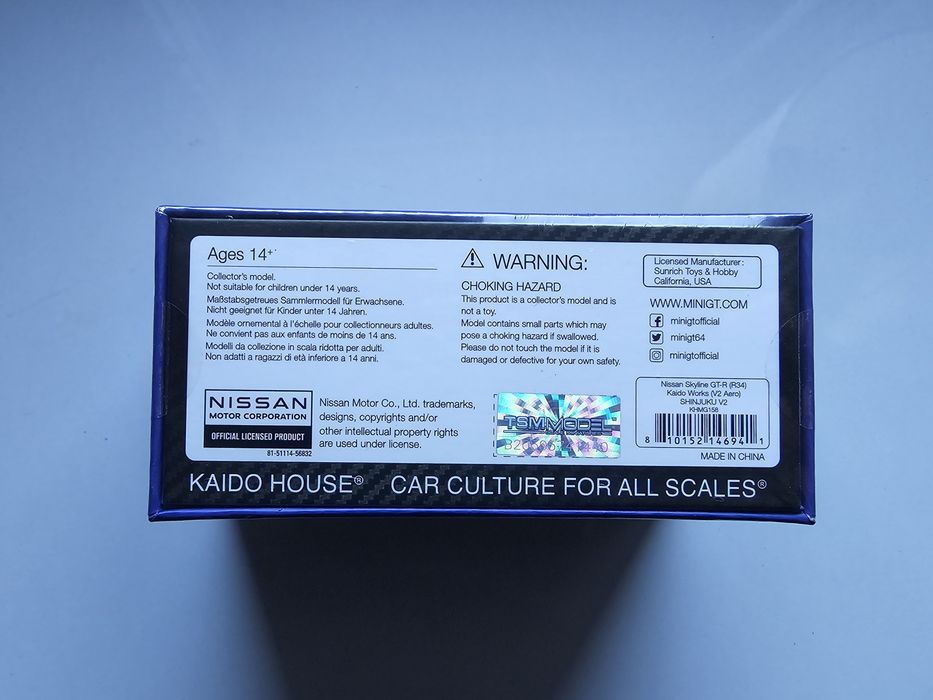 Ages 14+
Collector's model.
Not suitable for children under 14 years.
Maßstabsgetreues Sammlermodell für Erwachsene.
Nicht geeignet für Kinder unter 14 Jahren.
Modèle ornemental à l'échelle pour collectionneurs adultes.
Ne convient pas aux enfants de moins de 14 ans.
Modelli da collezione in scala ridotta per adulti.
Non adatti a ragazzi di età inferiore a 14 anni.
WARNING:
CHOKING HAZARD
This product is a collector's model and is
not a toy.
Model contains small parts which may
pose a choking hazard if swallowed.
Please do not touch the model if it is
damaged or defective for your own safety.
Licensed Manufacturer:
Sunrich Toys & Hobby
California, USA
WWW.MINIGT.COM
minigtofficial
minigt64
minigtofficial
NISSAN
MOTOR CORPORATION
OFFICIAL LICENSED PRODUCT
81-51114-56832
Nissan Motor Co., Ltd. trademarks,
designs, copyrights and/or
other intellectual property rights
are used under license.
TSM MODEL
Nissan Skyline GT-R (R34)
Kaido Works (V2 Aero)
SHINJUKU V2
KHMG158
8 10152 14694 1
MADE IN CHINA
KAIDO HOUSE® CAR CULTURE FOR ALL SCALES®